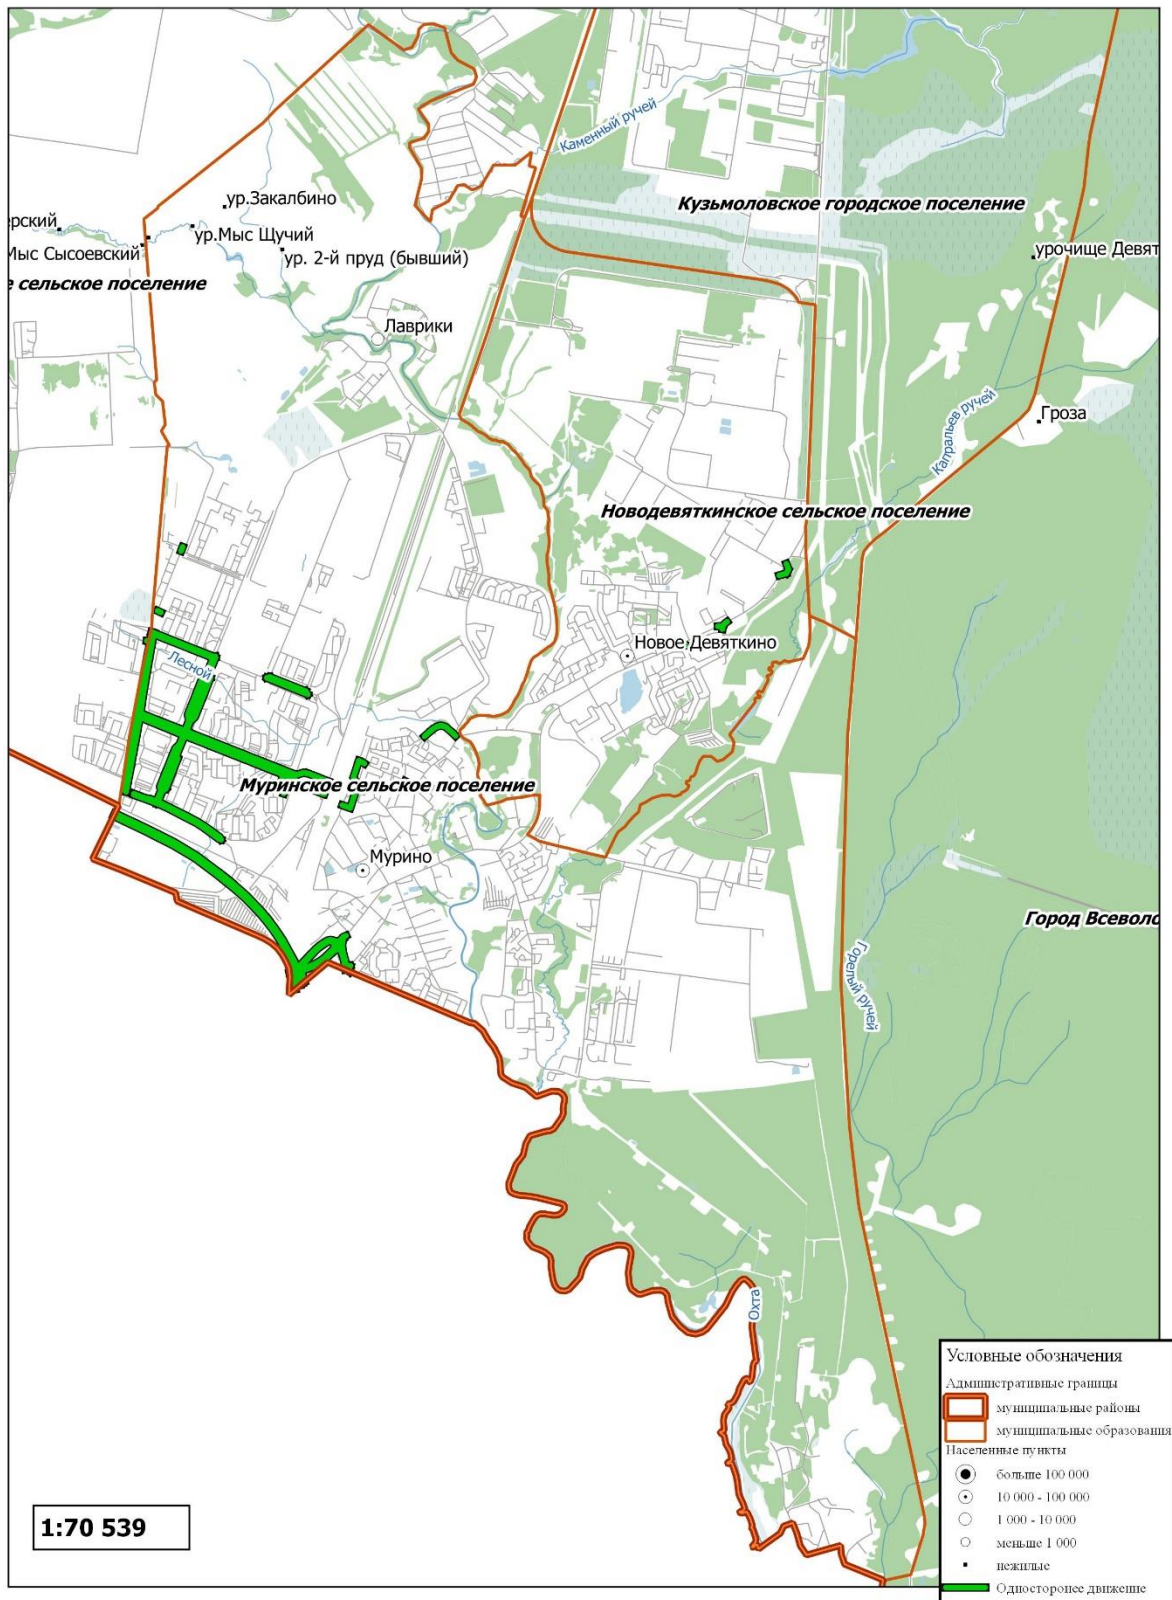 Каменный ручей
Кузьмоловское городское поселение
ур.Закалбино
ерский
ур.Мыс Щучий
Мыс Сысоевский
ур. 2-й пруд (бывший)
урочище Девят
е сельское поселение
Лаврики
Капральев ручей
Гроза
Новодевяткинское сельское поселение
Новое Девяткино
Лесной
Муринское сельское поселение
Мурино
Город Всеволо
Горелый ручей
Охта
1:70 539
Условные обозначения
Административные границы
муниципальные районы
муниципальные образования
Населенные пункты
больше 100 000
10 000 - 100 000
1 000 - 10 000
меньше 1 000
нежилые
Одностороннее движение